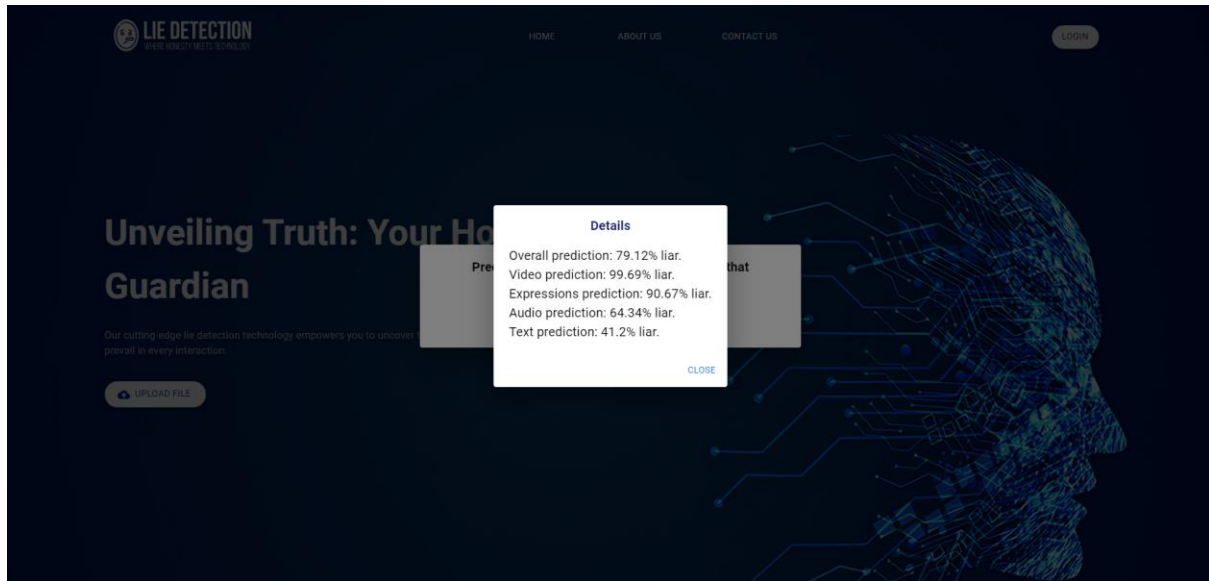 LIE DETECTION
WHERE HONESTY MEETS TECHNOLOGY
HOME
ABOUT US
CONTACT US
LOGIN
Unveiling Truth: Your Ho
Guardian
Our cutting-edge lie detection technology empowers you to uncover
prevail in every interaction.
UPLOAD FILE
Pre
that
Details
Overall prediction: 79.12% liar.
Video prediction: 99.69% liar.
Expressions prediction: 90.67% liar.
Audio prediction: 64.34% liar.
Text prediction: 41.2% liar.
CLOSE